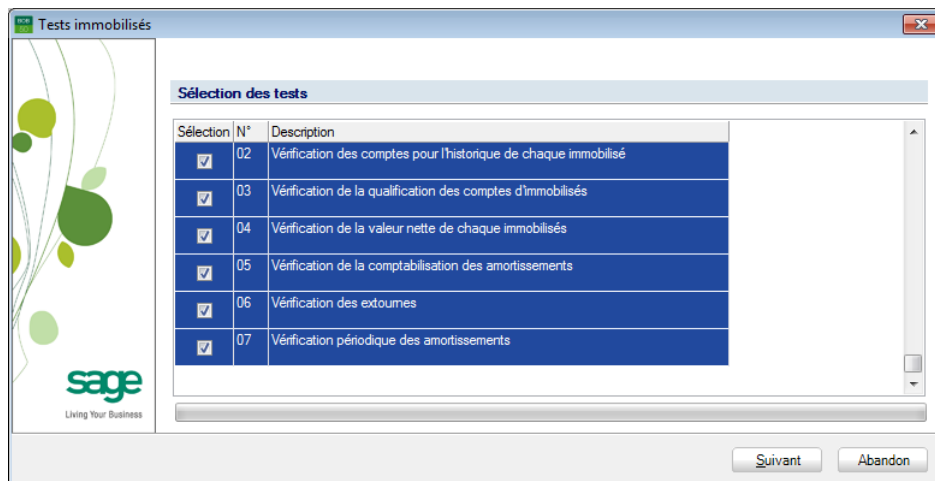 Tests immobilisés
Sélection des tests
Sélection N° Description
02 Vérification des comptes pour l'historique de chaque immobilisé
03 Vérification de la qualification des comptes d'immobilisés
04 Vérification de la valeur nette de chaque immobilisés
05 Vérification de la comptabilisation des amortissements
06 Vérification des extournes
07 Vérification périodique des amortissements
sage
Living Your Business
Suivant Abandon